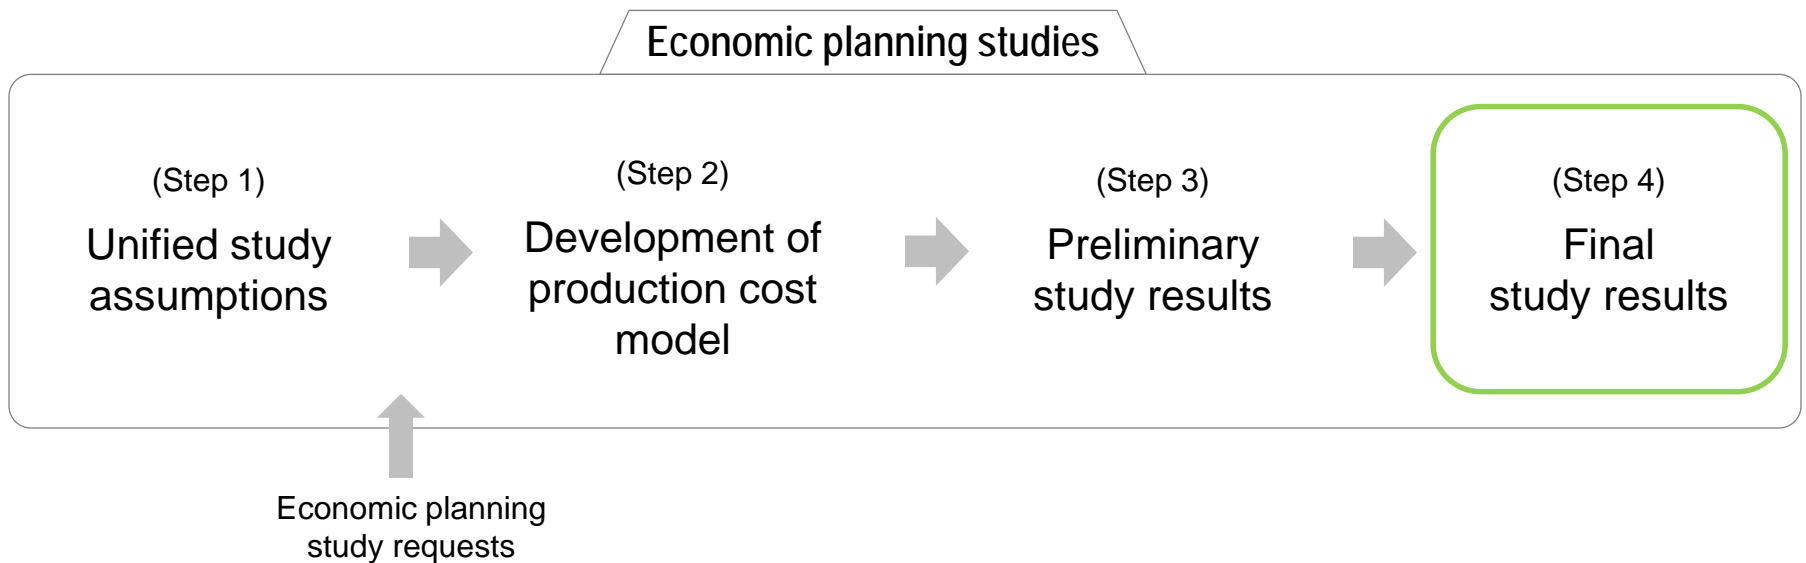 Economic planning studies
(Step 1)
Unified study
assumptions
(Step 2)
Development of
production cost
model
(Step 3)
Preliminary
study results
(Step 4)
Final
study results
Economic planning
study requests